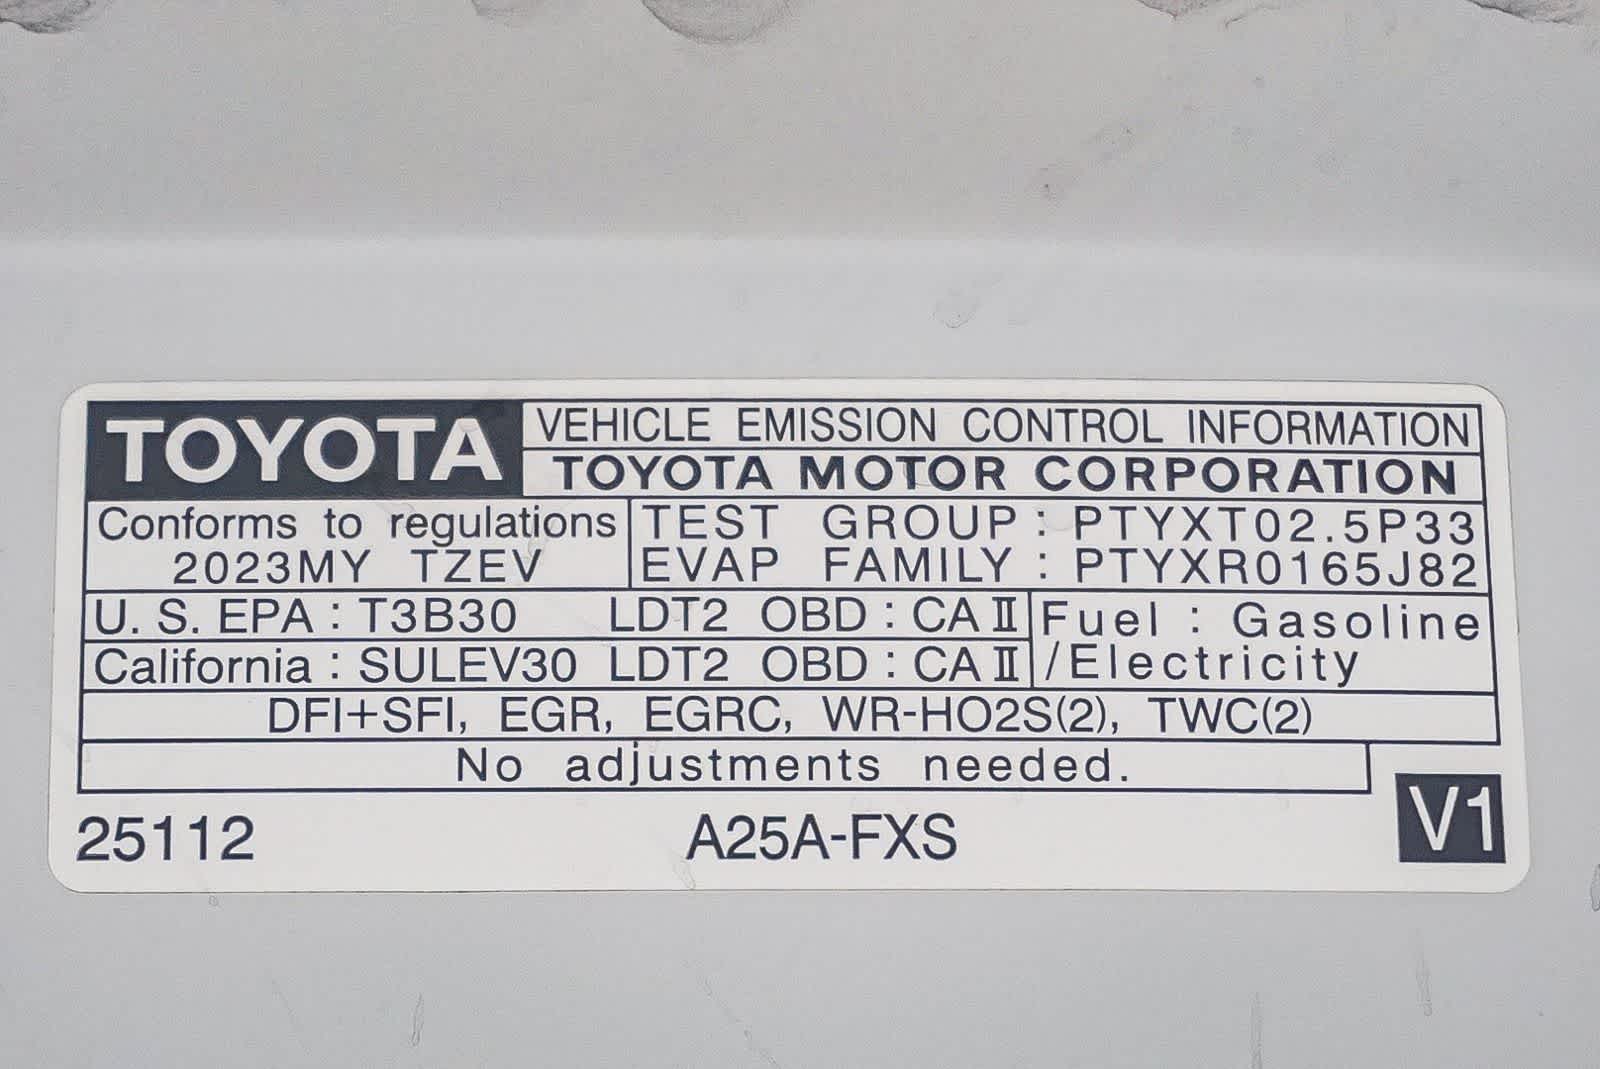 TOYOTA
VEHICLE EMISSION CONTROL INFORMATION
TOYOTA MOTOR CORPORATION
Conforms to regulations
2023MY TZEV
TEST GROUP : PTYXT02.5P33
EVAP FAMILY : PTYXR0165J82
U. S. EPA : T3B30 LDT2 OBD : CA Ⅱ
California : SULEV30 LDT2 OBD : CA Ⅱ
Fuel : Gasoline
/Electricity
DFI+SFI, EGR, EGRC, WR-HO2S(2), TWC(2)
No adjustments needed.
25112
A25A-FXS
V1